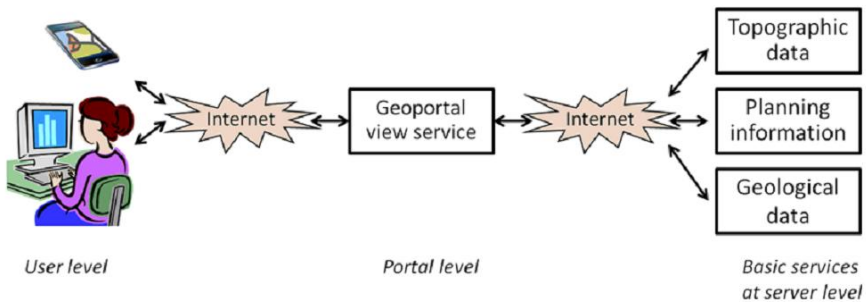 Internet
Geoportal
view service
Internet
Topographic
data
Planning
information
Geological
data
User level
Portal level
Basic services
at server level